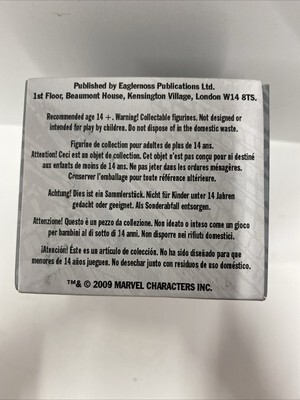 Published by Eaglemoss Publications Ltd.
1st Floor, Beaumont House, Kensington Village, London W14 8TS.
Recommended age 14 +. Warning! Collectable figurines. Not designed or
intended for play by children. Do not dispose of in the domestic waste.
Figurine de collection pour adultes de plus de 14 ans.
Attention! Ceci est un objet de collection. Cet objet n'est pas conçu pour ni destiné
aux enfants de moins de 14 ans. Ne pas jeter dans les ordures ménagères.
Conserver l'emballage pour toute référence ultérieure.
Achtung! Dies ist ein Sammlerstück. Nicht für Kinder unter 14 Jahren
gedacht oder geeignet. Als Sonderabfall entsorgen.
Attenzione! Questo è un pezzo da collezione. Non ideato o inteso come un gioco
per bambini al di sotto di 14 anni. Non disporre nei rifiuti domestici.
¡Atención! Éste es un artículo de colección. No ha sido diseñado para que
menores de 14 años jueguen. No desechar junto con residuos de uso doméstico.
™& © 2009 MARVEL CHARACTERS INC.